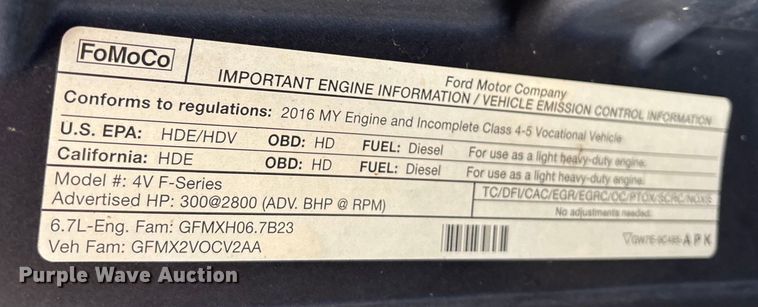 FoMoCo
Ford Motor Company
IMPORTANT ENGINE INFORMATION / VEHICLE EMISSION CONTROL INFORMATION
Conforms to regulations: 2016 MY Engine and Incomplete Class 4-5 Vocational Vehicle
U.S. EPA: HDE/HDV OBD: HD FUEL: Diesel For use as a light heavy-duty engine.
California: HDE OBD: HD FUEL: Diesel For use as a light heavy-duty engine.
Model #: 4V F-Series
Advertised HP: 300@2800 (ADV. BHP @ RPM)
TC/DFI/CAC/EGR/EGRC/OC/PTOX/SCRC/NOXS
No adjustments needed.
6.7L-Eng. Fam: GFMXH06.7B23
Veh Fam: GFMX2VOCV2AA
APK
Purple Wave Auction